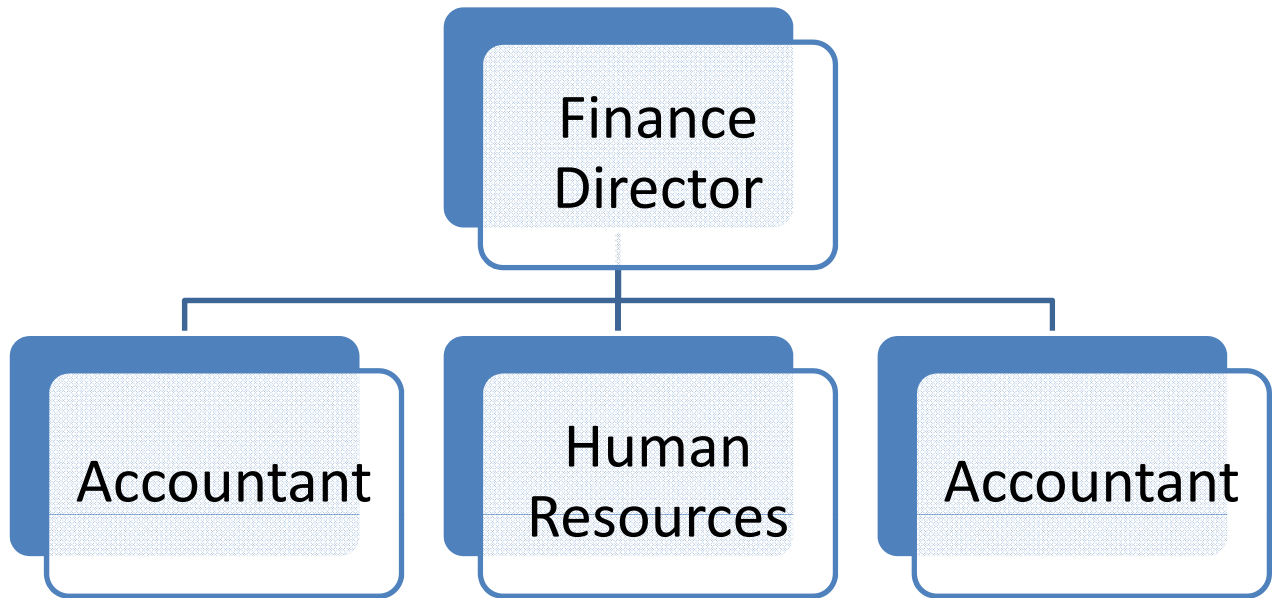 Finance
Director
Accountant
Human
Resources
Accountant